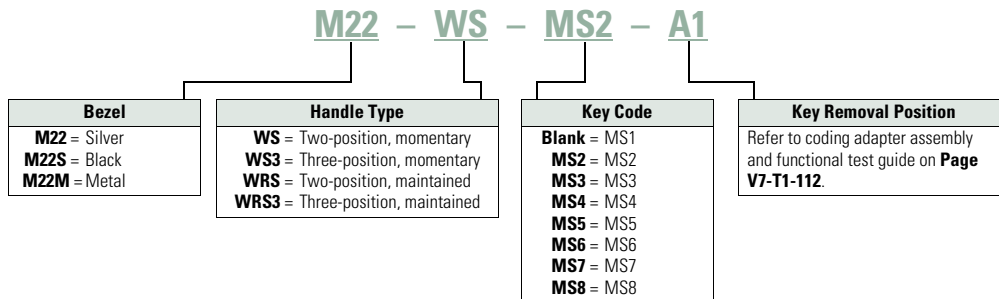 M22 – WS – MS2 – A1
Bezel
M22 = Silver
M22S = Black
M22M = Metal
Handle Type
WS = Two-position, momentary
WS3 = Three-position, momentary
WRS = Two-position, maintained
WRS3 = Three-position, maintained
Key Code
Blank = MS1
MS2 = MS2
MS3 = MS3
MS4 = MS4
MS5 = MS5
MS6 = MS6
MS7 = MS7
MS8 = MS8
Key Removal Position
Refer to coding adapter assembly
and functional test guide on Page
V7-T1-112.